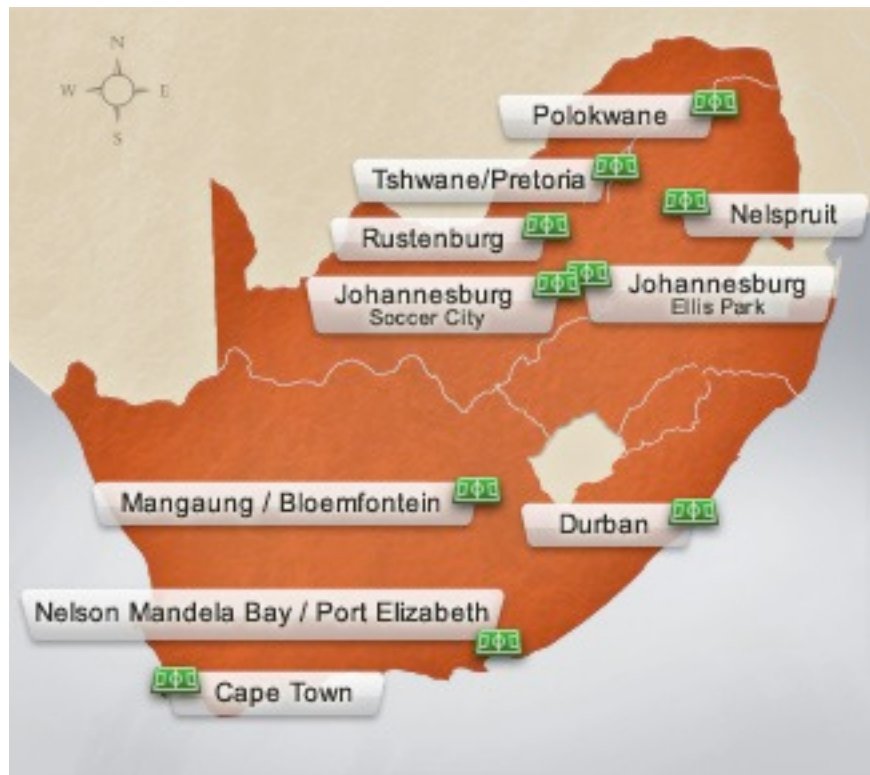 N
W E
S
Polokwane
Tshwane/Pretoria
Nelspruit
Rustenburg
Johannesburg
Soccer City
Johannesburg
Ellis Park
Mangaung / Bloemfontein
Durban
Nelson Mandela Bay / Port Elizabeth
Cape Town